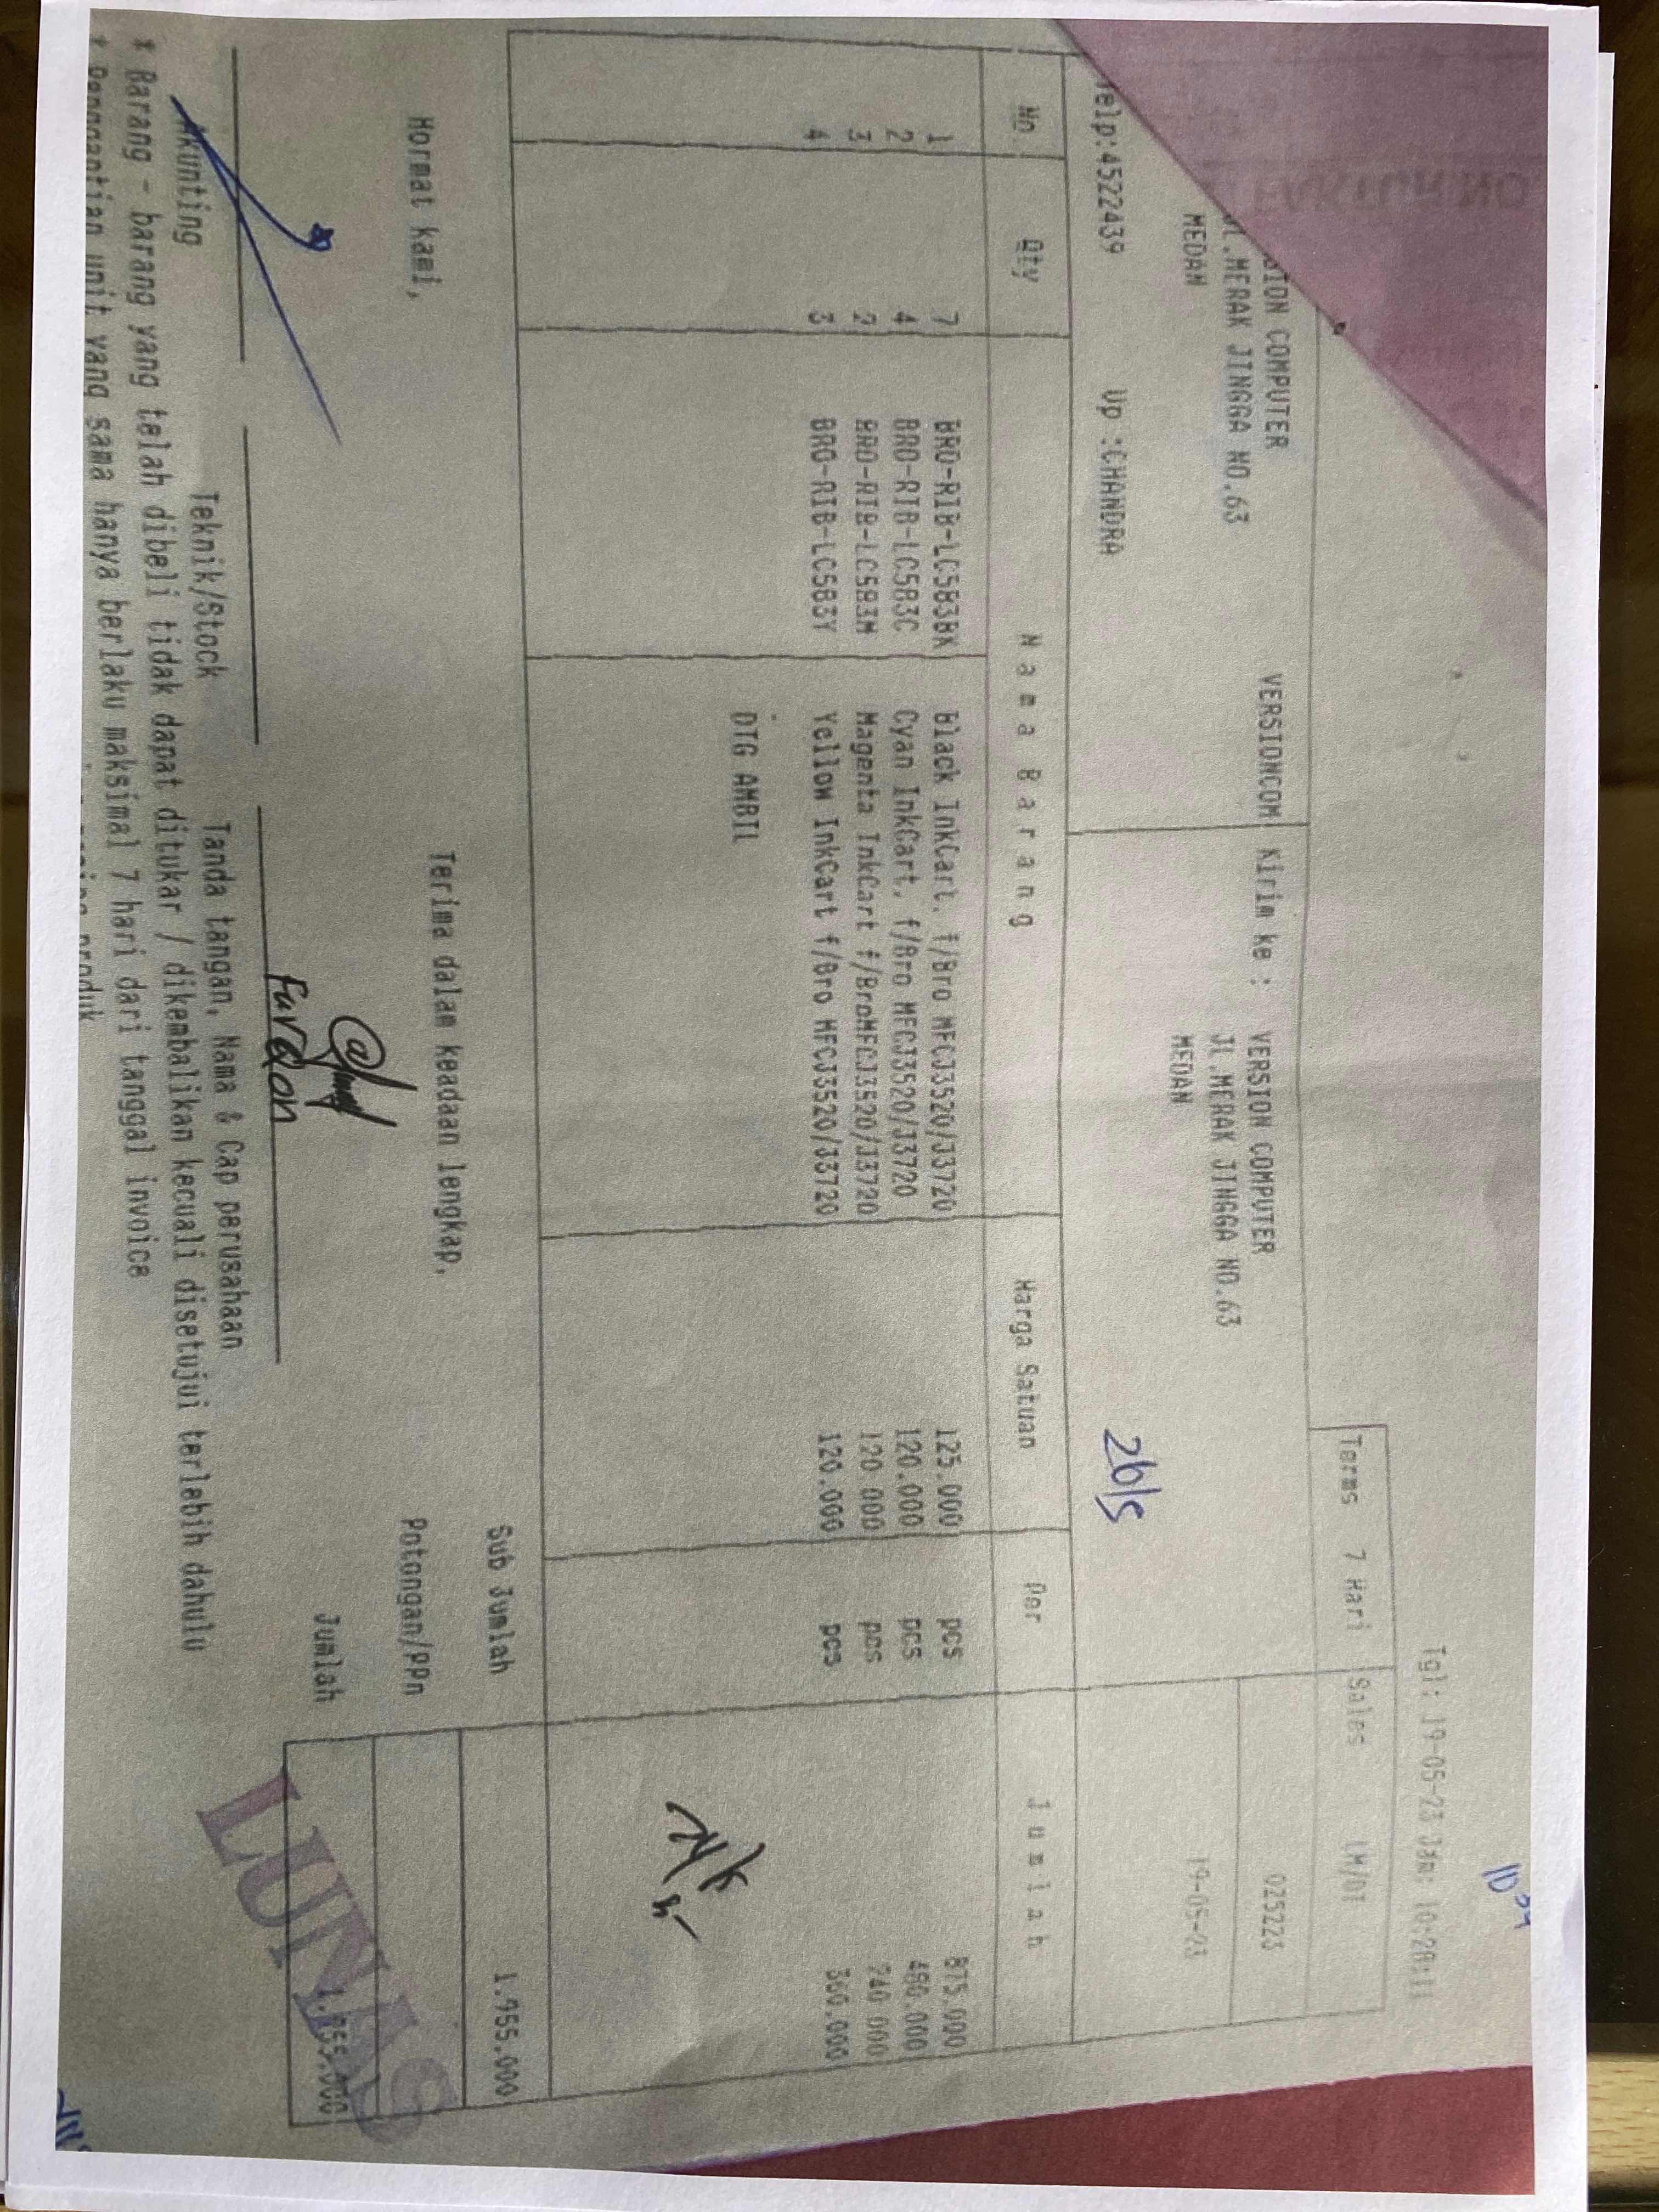 Tgl: 19-05-23 Jam: 10:28:11
Terms 7 Hari Sales LM/01
VERSIONCOM Kirim ke : VERSION COMPUTER 025223
COMPUTER
JL.MERAK JINGGA NO.63 JL.MERAK JINGGA NO.63
MEDAN MEDAN 19-05-23
Telp:4522439 Up :CHANDRA
No Qty Nama Barang Harga Satuan Per Jumlah
1 7 BRO-RIB-LC583BK Black InkCart. f/Bro MFCJ3520/J3720 125.000 pcs 875.000
2 4 BRO-RIB-LC583C Cyan InkCart. f/Bro MFCJ3520/J3720 120.000 pcs 480.000
3 2 BRO-RIB-LC583M Magenta InkCart f/BroMFCJ3520/J3720 120.000 pcs 240.000
4 3 BRO-RIB-LC583Y Yellow InkCart f/Bro MFCJ3520/J3720 120.000 pcs 360.000
DTG AMBIL
Sub Jumlah 1.955.000
Hormat kami, Terima dalam keadaan lengkap, Potongan/PPn
Jumlah 1.955.000
LUNAS
Furqon
Akunting Teknik/Stock Tanda tangan, Nama & Cap perusahaan
* Barang - barang yang telah dibeli tidak dapat ditukar / dikembalikan kecuali disetujui terlebih dahulu
* Penggantian unit yang sama hanya berlaku maksimal 7 hari dari tanggal invoice
produk